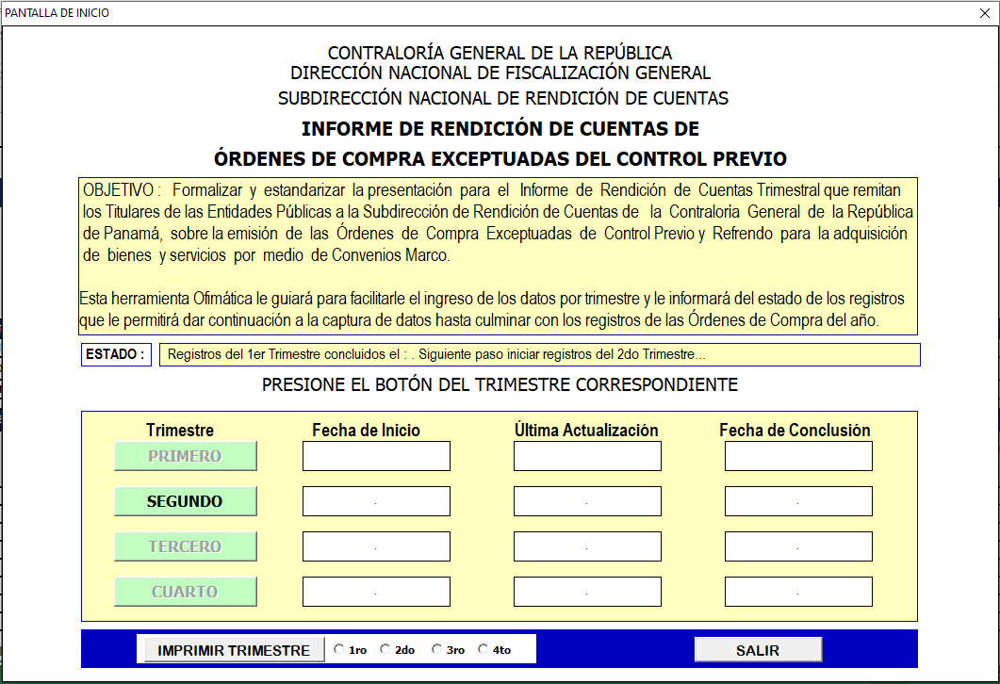 PANTALLA DE INICIO
CONTRALORÍA GENERAL DE LA REPÚBLICA
DIRECCIÓN NACIONAL DE FISCALIZACIÓN GENERAL
SUBDIRECCIÓN NACIONAL DE RENDICIÓN DE CUENTAS
INFORME DE RENDICIÓN DE CUENTAS DE
ÓRDENES DE COMPRA EXCEPTUADAS DEL CONTROL PREVIO
OBJETIVO : Formalizar y estandarizar la presentación para el Informe de Rendición de Cuentas Trimestral que remitan
los Titulares de las Entidades Públicas a la Subdirección de Rendición de Cuentas de la Contraloría General de la República
de Panamá, sobre la emisión de las Órdenes de Compra Exceptuadas de Control Previo y Refrendo para la adquisición
de bienes y servicios por medio de Convenios Marco.
Esta herramienta Ofimática le guiará para facilitarle el ingreso de los datos por trimestre y le informará del estado de los registros
que le permitirá dar continuación a la captura de datos hasta culminar con los registros de las Órdenes de Compra del año.
ESTADO : Registros del 1er Trimestre concluidos el : . Siguiente paso iniciar registros del 2do Trimestre...
PRESIONE EL BOTÓN DEL TRIMESTRE CORRESPONDIENTE
Trimestre Fecha de Inicio Última Actualización Fecha de Conclusión
PRIMERO
SEGUNDO . . .
TERCERO . . .
CUARTO . . .
IMPRIMIR TRIMESTRE 1ro 2do 3ro 4to SALIR